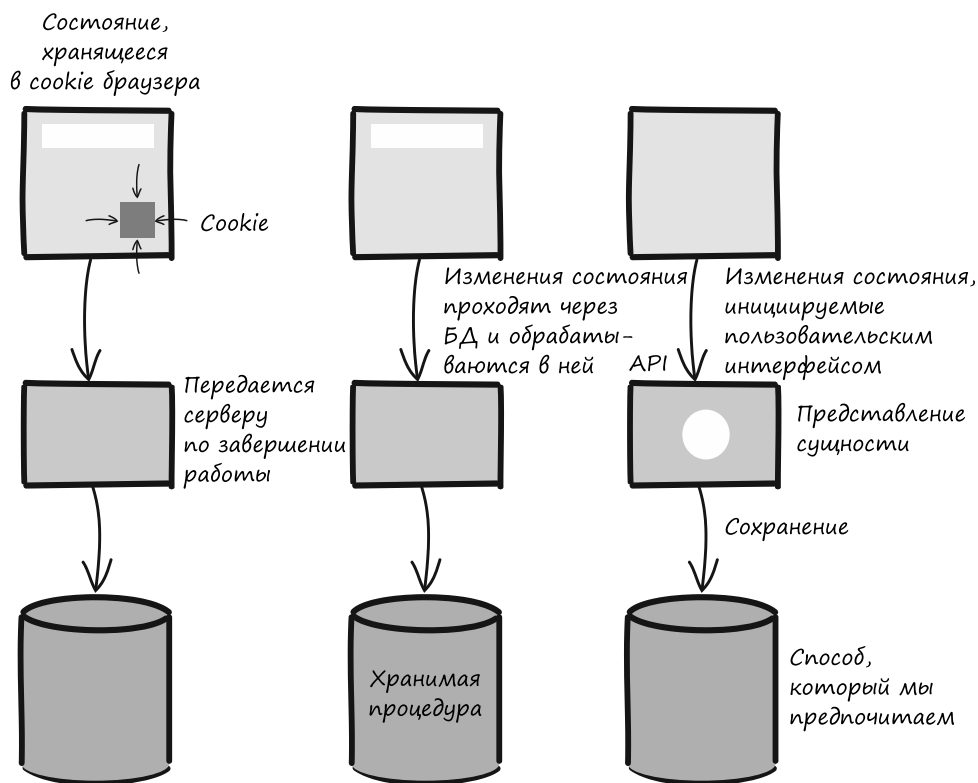 Состояние,
хранящееся
в cookie браузера
Cookie
Передается
серверу
по завершении
работы
Изменения состояния
проходят через
БД и обрабаты-
ваются в ней
Хранимая
процедура
API
Изменения состояния,
инициируемые
пользовательским
интерфейсом
Представление
сущности
Сохранение
Способ,
который мы
предпочитаем